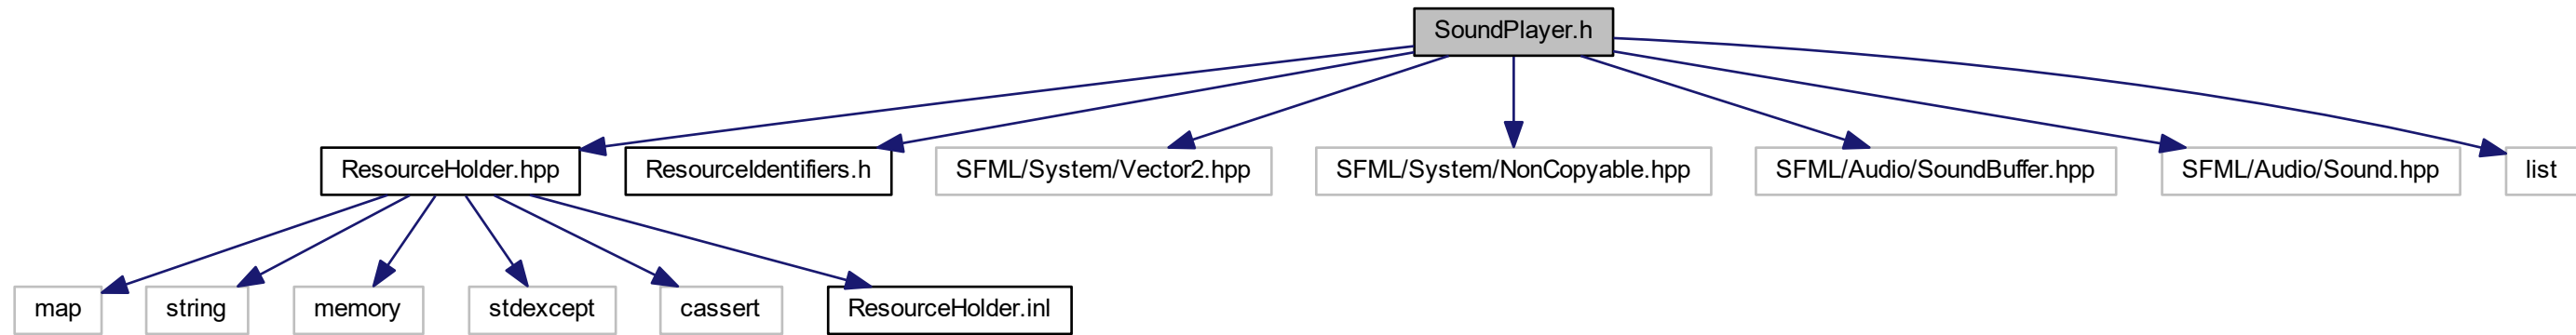 SoundPlayer.h
ResourceHolder.hpp
ResourceIdentifiers.h
SFML/System/Vector2.hpp
SFML/System/NonCopyable.hpp
SFML/Audio/SoundBuffer.hpp
SFML/Audio/Sound.hpp
list
map
string
memory
stdexcept
cassert
ResourceHolder.inl